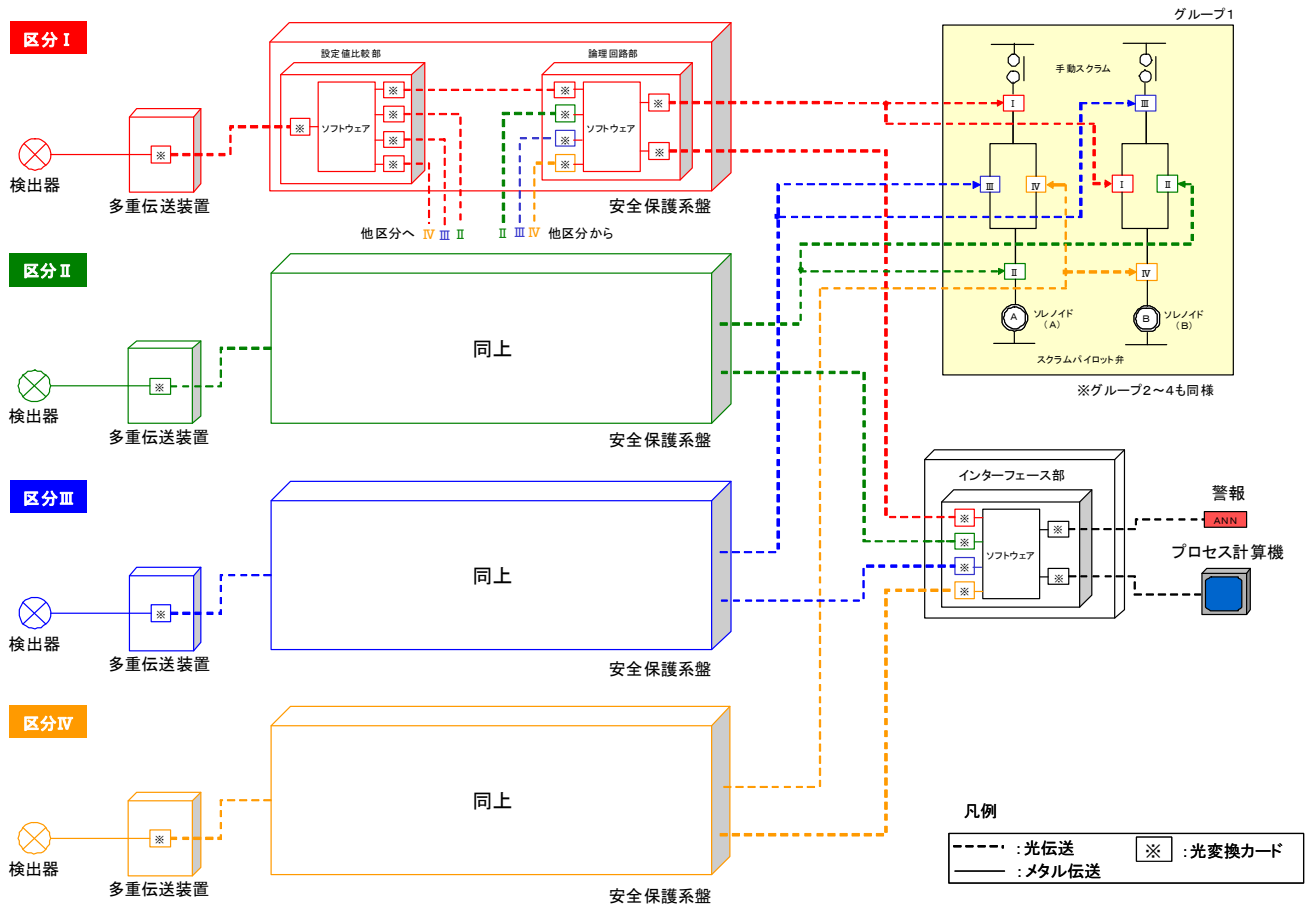 区分Ⅰ
設定値比較部
論理回路部
※
※
※
※
※
※
ソフトウェア
※
※
※
※
※
※
ソフトウェア
検出器
多重伝送装置
安全保護系盤
他区分へ Ⅳ Ⅲ Ⅱ
Ⅱ Ⅲ Ⅳ 他区分から
グループ1
手動スクラム
Ⅰ
Ⅲ
Ⅲ
Ⅳ
Ⅰ
Ⅱ
Ⅱ
Ⅳ
A
ソレノイド
(A)
B
ソレノイド
(B)
スクラムパイロット弁
※グループ2~4も同様
区分Ⅱ
※
検出器
多重伝送装置
同上
安全保護系盤
区分Ⅲ
※
検出器
多重伝送装置
同上
安全保護系盤
インターフェース部
※
※
※
※
ソフトウェア
※
※
警報
ANN
プロセス計算機
区分Ⅳ
※
検出器
多重伝送装置
同上
安全保護系盤
凡例
:光伝送
※ :光変換カード
:メタル伝送